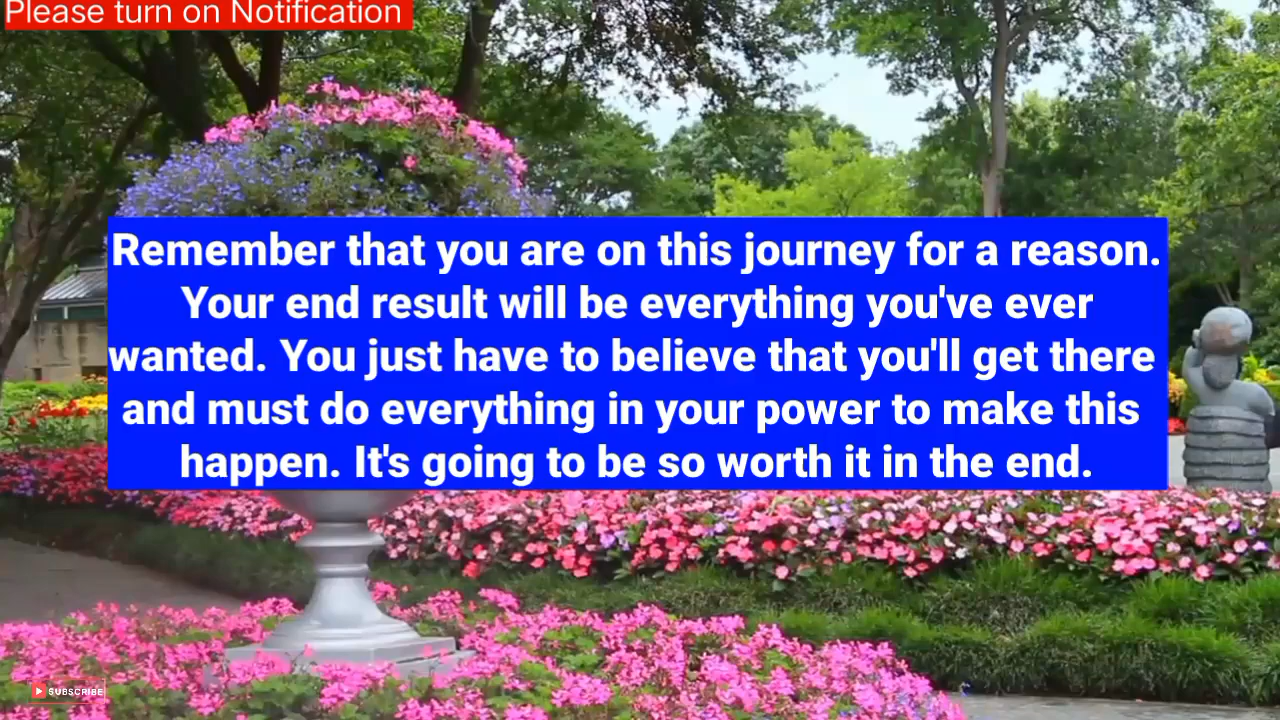 Please turn on Notification
Remember that you are on this journey for a reason.
Your end result will be everything you've ever
wanted. You just have to believe that you'll get there
and must do everything in your power to make this
happen. It's going to be so worth it in the end.
SUBSCRIBE